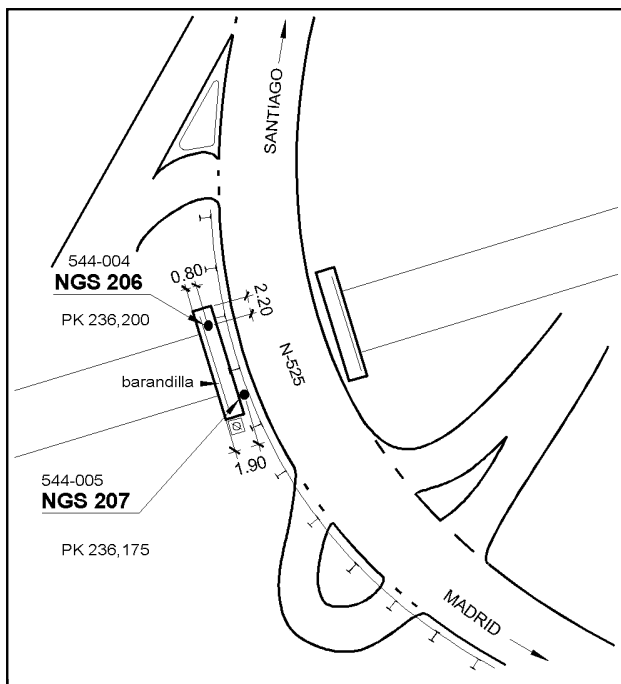 SANTIAGO
544-004
NGS 206
0.80
2.20
PK 236,200
N-525
barandilla
1.90
544-005
NGS 207
PK 236,175
MADRID